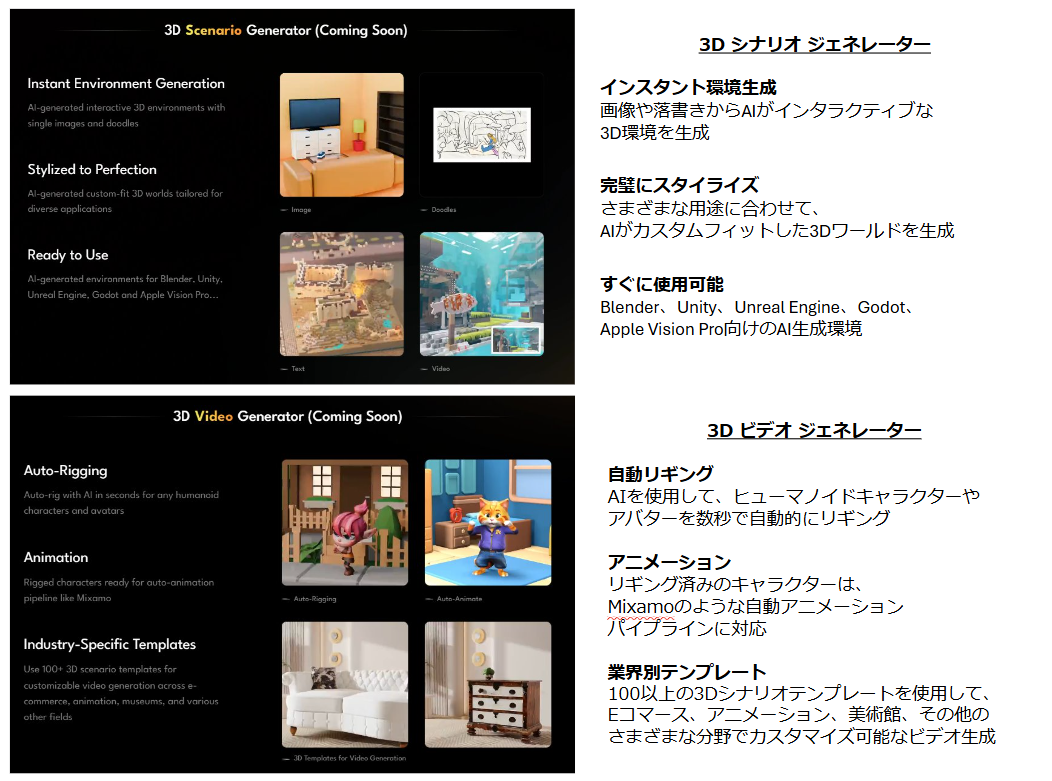 3D Scenario Generator (Coming Soon)
Instant Environment Generation
AI-generated interactive 3D environments with
single images and doodles
Stylized to Perfection
AI-generated custom-fit 3D worlds tailored for
diverse applications
Ready to Use
AI-generated environments for Blender, Unity,
Unreal Engine, Godot and Apple Vision Pro...
Image
Doodles
Text
Video
3D シナリオ ジェネレーター
インスタント環境生成
画像や落書きからAIがインタラクティブな
3D環境を生成
完璧にスタイライズ
さまざまな用途に合わせて、
AIがカスタムフィットした3Dワールドを生成
すぐに使用可能
Blender、Unity、Unreal Engine、Godot、
Apple Vision Pro向けのAI生成環境
3D Video Generator (Coming Soon)
Auto-Rigging
Auto-rig with AI in seconds for any humanoid
characters and avatars
Animation
Rigged characters ready for auto-animation
pipeline like Mixamo
Industry-Specific Templates
Use 100+ 3D scenario templates for
customizable video generation across e-
commerce, animation, museums, and various
other fields
Auto-Rigging
Auto-Animate
3D Templates for Video Generation
3D ビデオ ジェネレーター
自動リギング
AIを使用して、ヒューマノイドキャラクターや
アバターを数秒で自動的にリギング
アニメーション
リギング済みのキャラクターは、
Mixamoのような自動アニメーション
パイプラインに対応
業界別テンプレート
100以上の3Dシナリオテンプレートを使用して、
Eコマース、アニメーション、美術館、その他の
さまざまな分野でカスタマイズ可能なビデオ生成